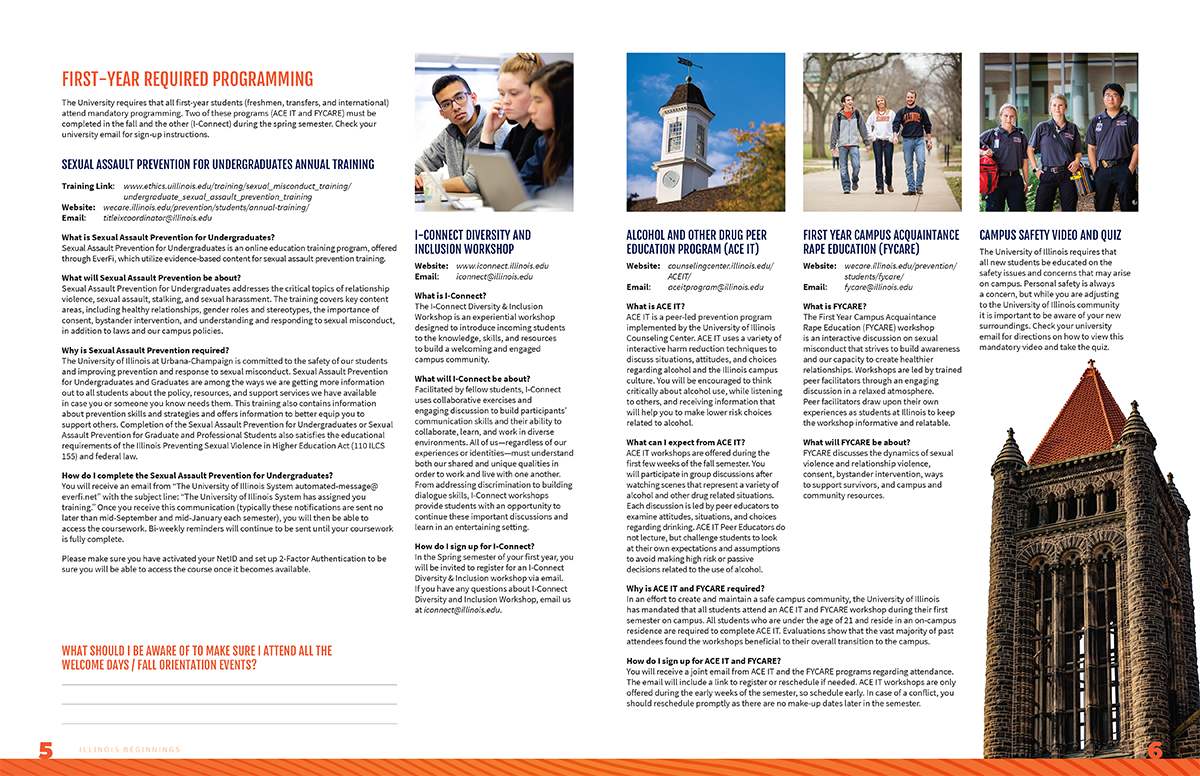 FIRST-YEAR REQUIRED PROGRAMMING
The University requires that all first-year students (freshmen, transfers, and international)
attend mandatory programming. Two of these programs (ACE IT and FYCARE) must be
completed in the fall and the other (I-Connect) during the spring semester. Check your
university email for sign-up instructions.
SEXUAL ASSAULT PREVENTION FOR UNDERGRADUATES ANNUAL TRAINING
Training Link: www.ethics.uillinois.edu/training/sexual_misconduct_training/
undergraduate_sexual_assault_prevention_training
Website: wecare.illinois.edu/prevention/students/annual-training/
Email: titleixcoordinator@illinois.edu
What is Sexual Assault Prevention for Undergraduates?
Sexual Assault Prevention for Undergraduates is an online education training program, offered
through EverFi, which utilize evidence-based content for sexual assault prevention training.
What will Sexual Assault Prevention be about?
Sexual Assault Prevention for Undergraduates addresses the critical topics of relationship
violence, sexual assault, stalking, and sexual harassment. The training covers key content
areas, including healthy relationships, gender roles and stereotypes, the importance of
consent, bystander intervention, and understanding and responding to sexual misconduct,
in addition to laws and our campus policies.
Why is Sexual Assault Prevention required?
The University of Illinois at Urbana-Champaign is committed to the safety of our students
and improving prevention and response to sexual misconduct. Sexual Assault Prevention
for Undergraduates and Graduates are among the ways we are getting more information
out to all students about the policy, resources, and support services we have available
in case you or someone you know needs them. This training also contains information
about prevention skills and strategies and offers information to better equip you to
support others. Completion of the Sexual Assault Prevention for Undergraduates or Sexual
Assault Prevention for Graduate and Professional Students also satisfies the educational
requirements of the Illinois Preventing Sexual Violence in Higher Education Act (110 ILCS
155) and federal law.
How do I complete the Sexual Assault Prevention for Undergraduates?
You will receive an email from “The University of Illinois System automated-message@
everfi.net” with the subject line: “The University of Illinois System has assigned you
training.” Once you receive this communication (typically these notifications are sent no
later than mid-September and mid-January each semester), you will then be able to
access the coursework. Bi-weekly reminders will continue to be sent until your coursework
is fully complete.
Please make sure you have activated your NetID and set up 2-Factor Authentication to be
sure you will be able to access the course once it becomes available.
WHAT SHOULD I BE AWARE OF TO MAKE SURE I ATTEND ALL THE
WELCOME DAYS / FALL ORIENTATION EVENTS?
5 ILLINOIS BEGINNINGS
I-CONNECT DIVERSITY AND
INCLUSION WORKSHOP
Website: www.iconnect.illinois.edu
Email: iconnect@illinois.edu
What is I-Connect?
The I-Connect Diversity & Inclusion
Workshop is an experiential workshop
designed to introduce incoming students
to the knowledge, skills, and resources
to build a welcoming and engaged
campus community.
What will I-Connect be about?
Facilitated by fellow students, I-Connect
uses collaborative exercises and
engaging discussion to build participants’
communication skills and their ability to
collaborate, learn, and work in diverse
environments. All of us—regardless of our
experiences or identities—must understand
both our shared and unique qualities in
order to work and live with one another.
From addressing discrimination to building
dialogue skills, I-Connect workshops
provide students with an opportunity to
continue these important discussions and
learn in an entertaining setting.
How do I sign up for I-Connect?
In the Spring semester of your first year, you
will be invited to register for an I-Connect
Diversity & Inclusion workshop via email.
If you have any questions about I-Connect
Diversity and Inclusion Workshop, email us
at iconnect@illinois.edu.
ALCOHOL AND OTHER DRUG PEER
EDUCATION PROGRAM (ACE IT)
Website: counselingcenter.illinois.edu/
ACEIT/
Email: aceitprogram@illinois.edu
What is ACE IT?
ACE IT is a peer-led prevention program
implemented by the University of Illinois
Counseling Center. ACE IT uses a variety of
interactive harm reduction techniques to
discuss situations, attitudes, and choices
regarding alcohol and the Illinois campus
culture. You will be encouraged to think
critically about alcohol use, while listening
to others, and receiving information that
will help you to make lower risk choices
related to alcohol.
What can I expect from ACE IT?
ACE IT workshops are offered during the
first few weeks of the fall semester. You
will participate in group discussions after
watching scenes that represent a variety of
alcohol and other drug related situations.
Each discussion is led by peer educators to
examine attitudes, situations, and choices
regarding drinking. ACE IT Peer Educators do
not lecture, but challenge students to look
at their own expectations and assumptions
to avoid making high risk or passive
decisions related to the use of alcohol.
ILLINOIS
FIRST YEAR CAMPUS ACQUAINTANCE
RAPE EDUCATION (FYCARE)
Website: wecare.illinois.edu/prevention/
students/fycare/
Email: fycare@illinois.edu
What is FYCARE?
The First Year Campus Acquaintance
Rape Education (FYCARE) workshop
is an interactive discussion on sexual
misconduct that strives to build awareness
and our capacity to create healthier
relationships. Workshops are led by trained
peer facilitators through an engaging
discussion in a relaxed atmosphere.
Peer facilitators draw upon their own
experiences as students at Illinois to keep
the workshop informative and relatable.
What will FYCARE be about?
FYCARE discusses the dynamics of sexual
violence and relationship violence,
consent, bystander intervention, ways
to support survivors, and campus and
community resources.
Why is ACE IT and FYCARE required?
In an effort to create and maintain a safe campus community, the University of Illinois
has mandated that all students attend an ACE IT and FYCARE workshop during their first
semester on campus. All students who are under the age of 21 and reside in an on-campus
residence are required to complete ACE IT. Evaluations show that the vast majority of past
attendees found the workshops beneficial to their overall transition to the campus.
How do I sign up for ACE IT and FYCARE?
You will receive a joint email from ACE IT and the FYCARE programs regarding attendance.
The email will include a link to register or reschedule if needed. ACE IT workshops are only
offered during the early weeks of the semester, so schedule early. In case of a conflict, you
should reschedule promptly as there are no make-up dates later in the semester.
CAMPUS SAFETY VIDEO AND QUIZ
The University of Illinois requires that
all new students be educated on the
safety issues and concerns that may arise
on campus. Personal safety is always
a concern, but while you are adjusting
to the University of Illinois community
it is important to be aware of your new
surroundings. Check your university
email for directions on how to view this
mandatory video and take the quiz.
6